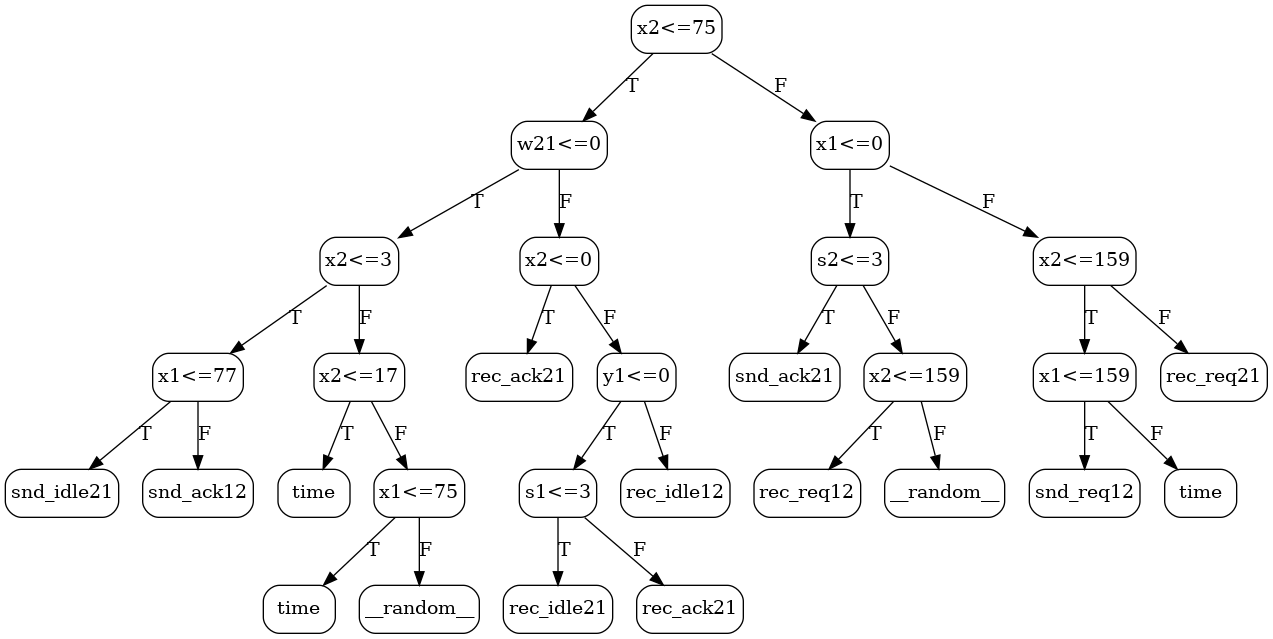 x2<=75
T
F
w21<=0
x1<=0
T
F
T
F
x2<=3
x2<=0
s2<=3
x2<=159
T
F
T
F
T
F
T
F
x1<=77
x2<=17
rec_ack21
y1<=0
snd_ack21
x2<=159
x1<=159
rec_req21
T
F
T
F
T
F
T
F
T
F
snd_idle21
snd_ack12
time
x1<=75
s1<=3
rec_idle12
rec_req12
__random__
snd_req12
time
T
F
T
F
time
__random__
rec_idle21
rec_ack21